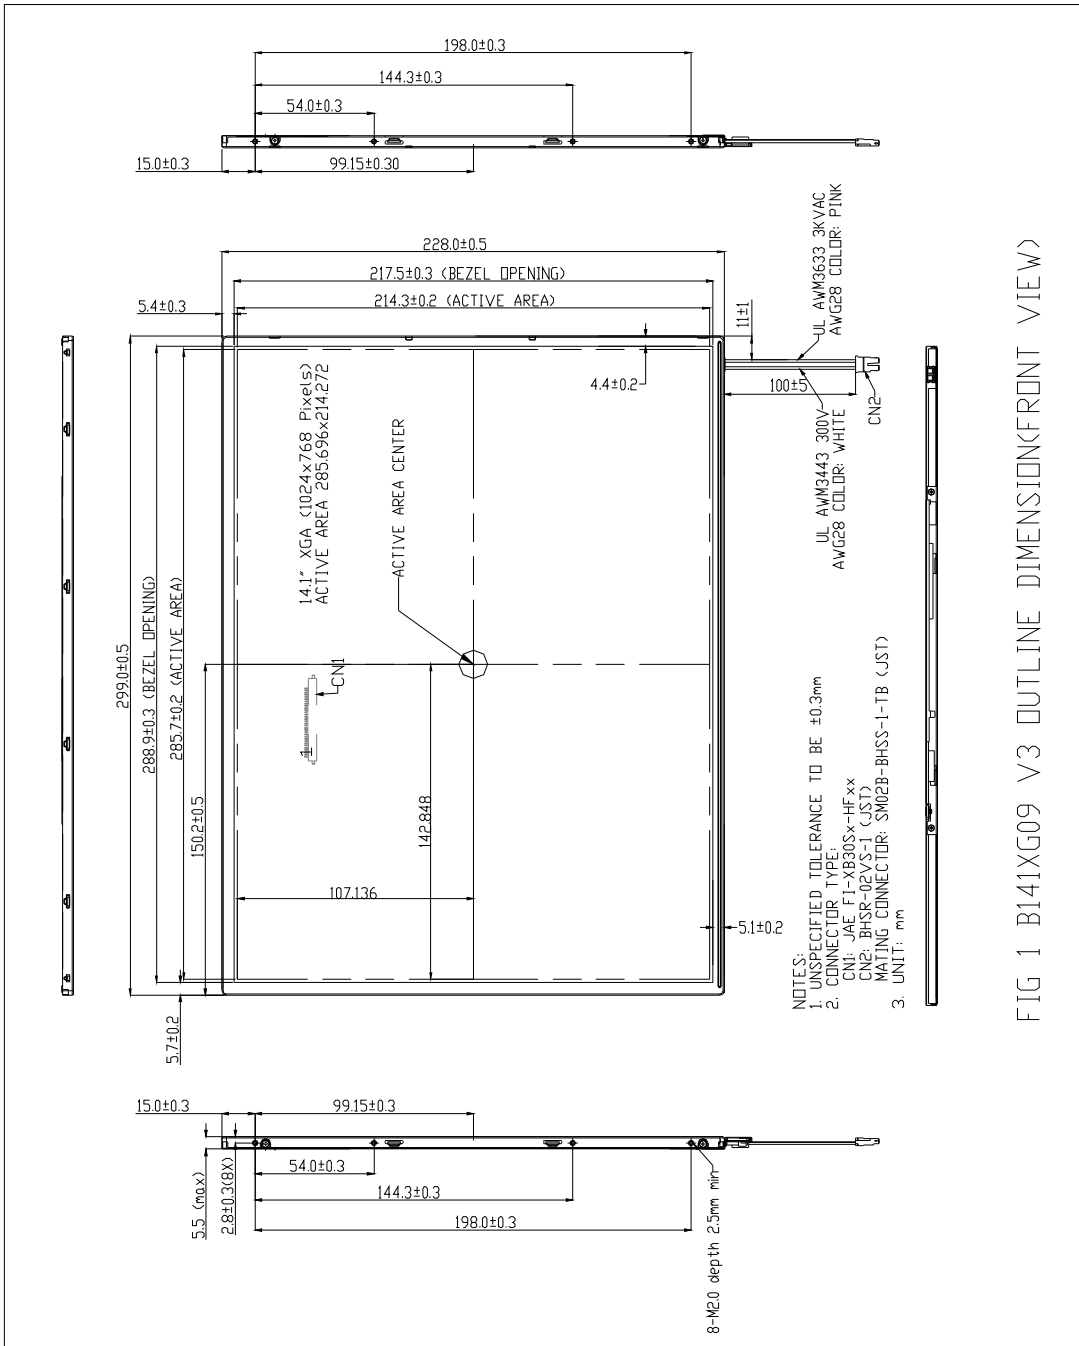 198.0±0.3
144.3±0.3
54.0±0.3
15.0±0.3
99.15±0.30
UL AWM3633 3KVAC
AWG28 COLOR: PINK
228.0±0.5
217.5±0.3 (BEZEL OPENING)
214.3±0.2 (ACTIVE AREA)
5.4±0.3
11±1
4.4±0.2
100±5
CN2
UL AWM3443 300V
AWG28 COLOR: WHITE
14.1" XGA (1024x768 Pixels)
ACTIVE AREA 285.696x214.272
ACTIVE AREA CENTER
299.0±0.5
288.9±0.3 (BEZEL OPENING)
285.7±0.2 (ACTIVE AREA)
150.2±0.5
142.848
107.136
CN1
1
5.1±0.2
5.7±0.2
NOTES:
1. UNSPECIFIED TOLERANCE TO BE ±0.3mm
2. CONNECTOR TYPE:
CN1: JAE FI-XB30Sx-HFxx
CN2: BHSR-02VS-1 (JST)
MATING CONNECTOR: SM02B-BHSS-1-TB (JST)
3. UNIT: mm
15.0±0.3
99.15±0.3
5.5 (max)
2.8±0.3(8X)
54.0±0.3
144.3±0.3
198.0±0.3
8-M2.0 depth 2.5mm min
FIG 1 B141XG09 V3 OUTLINE DIMENSION(FRONT VIEW)